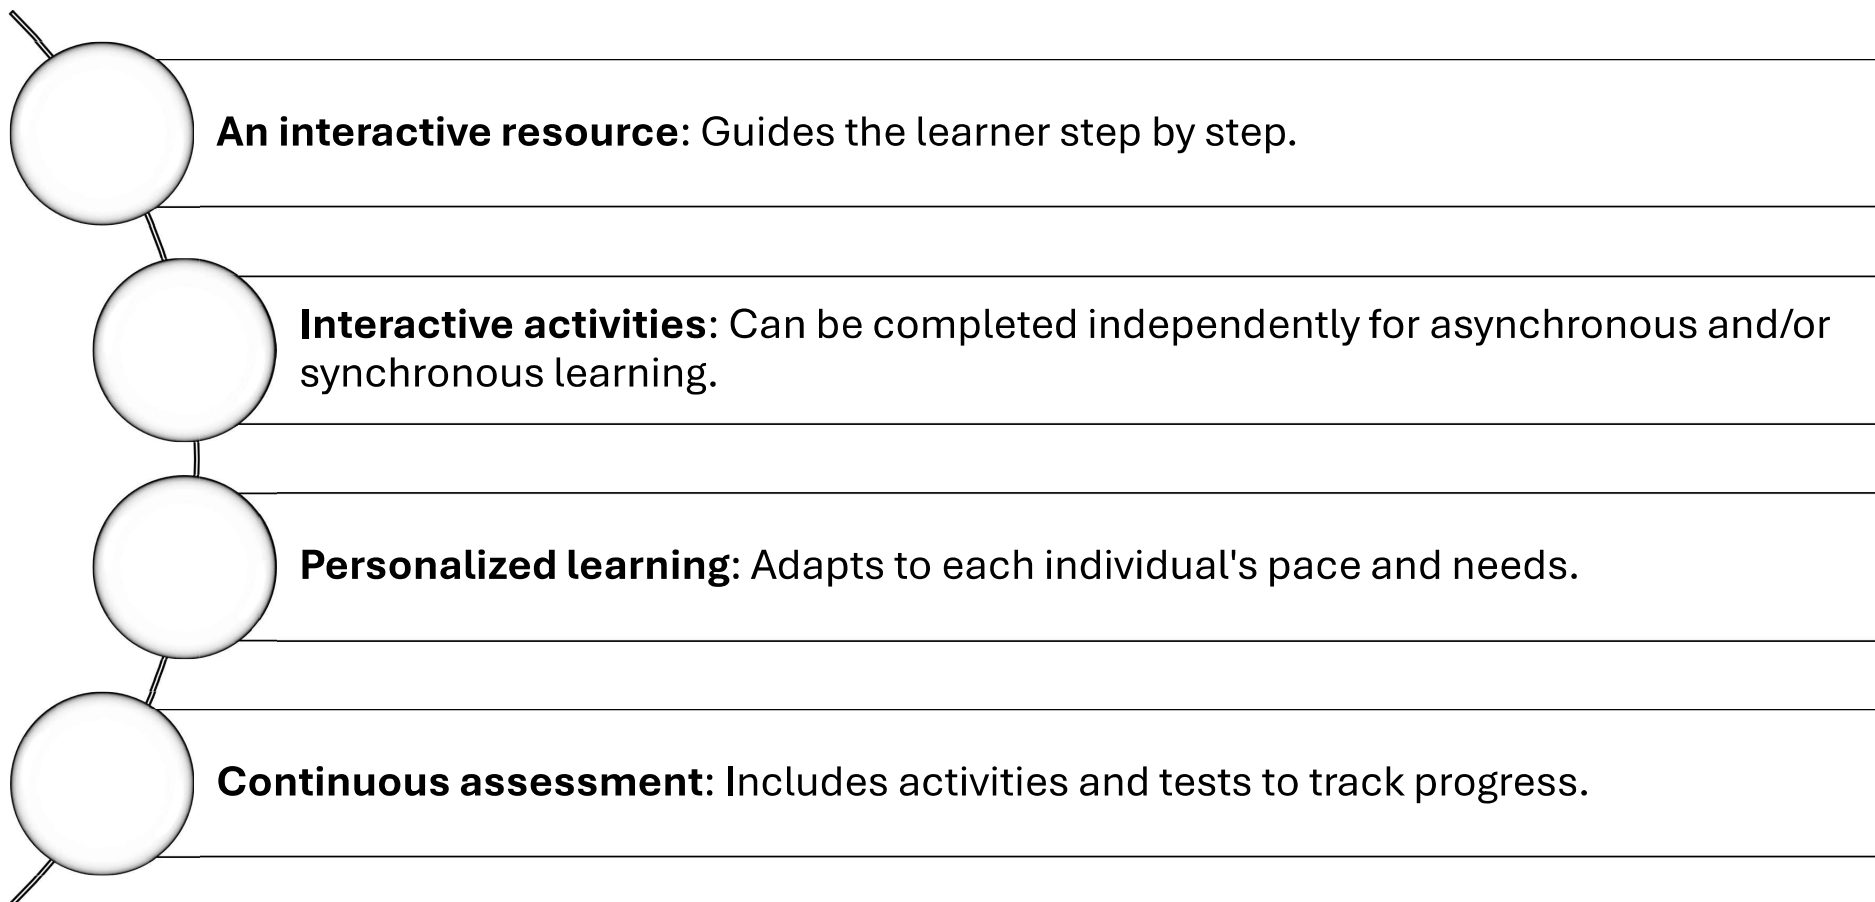 An interactive resource: Guides the learner step by step.
Interactive activities: Can be completed independently for asynchronous and/or
synchronous learning.
Personalized learning: Adapts to each individual's pace and needs.
Continuous assessment: Includes activities and tests to track progress.